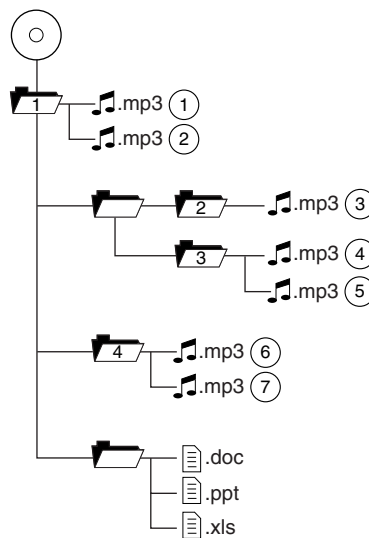 1 .mp3 1
.mp3 2
2 .mp3 3
3 .mp3 4
.mp3 5
4 .mp3 6
.mp3 7
.doc
.ppt
.xls